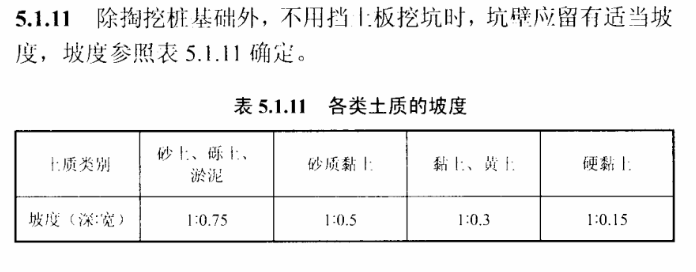 5.1.11 除掏挖桩基础外，不用挡土板挖坑时，坑壁应留有适当坡
度，坡度参照表 5.1.11 确定。
表 5.1.11 各类土质的坡度
土质类别 砂土、砾土、淤泥 砂质黏土 黏土、黄土 硬黏土
坡度（深∶宽） 1∶0.75 1∶0.5 1∶0.3 1∶0.15